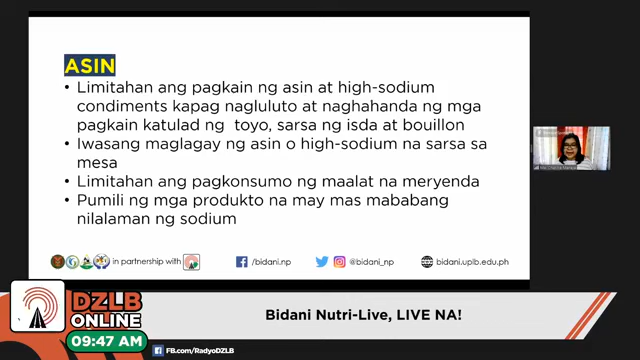 ASIN
• Limitahan ang pagkain ng asin at high-sodium
condiments kapag nagluluto at naghahanda ng mga
pagkain katulad ng toyo, sarsa ng isda at bouillon
• Iwasang maglagay ng asin o high-sodium na sarsa sa
mesa
• Limitahan ang pagkonsumo ng maalat na meryenda
• Pumili ng mga produkto na may mas mababang
nilalaman ng sodium
in partnership with
/bidani.np
@bidani_np
bidani.uplb.edu.ph
DZLB
ONLINE
09:47 AM
Bidani Nutri-Live, LIVE NA!
FB.com/RadyoDZLB